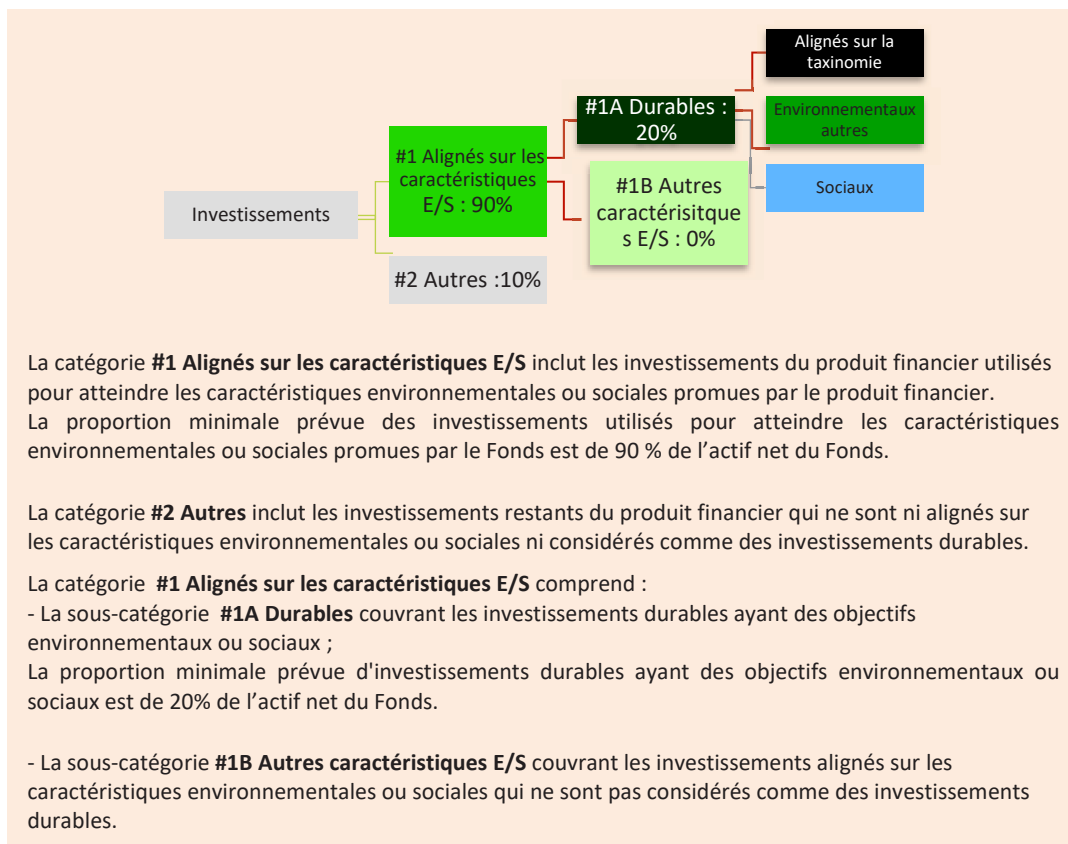 Alignés sur la
taxinomie
#1A Durables :
20%
Environnementaux
autres
#1 Alignés sur les
caractéristiques
E/S : 90%
#1B Autres
caractérisitque
s E/S : 0%
Sociaux
Investissements
#2 Autres :10%
La catégorie #1 Alignés sur les caractéristiques E/S inclut les investissements du produit financier utilisés
pour atteindre les caractéristiques environnementales ou sociales promues par le produit financier.
La proportion minimale prévue des investissements utilisés pour atteindre les caractéristiques
environnementales ou sociales promues par le Fonds est de 90 % de l’actif net du Fonds.
La catégorie #2 Autres inclut les investissements restants du produit financier qui ne sont ni alignés sur
les caractéristiques environnementales ou sociales ni considérés comme des investissements durables.
La catégorie #1 Alignés sur les caractéristiques E/S comprend :
- La sous-catégorie #1A Durables couvrant les investissements durables ayant des objectifs
environnementaux ou sociaux ;
La proportion minimale prévue d'investissements durables ayant des objectifs environnementaux ou
sociaux est de 20% de l’actif net du Fonds.
- La sous-catégorie #1B Autres caractéristiques E/S couvrant les investissements alignés sur les
caractéristiques environnementales ou sociales qui ne sont pas considérés comme des investissements
durables.